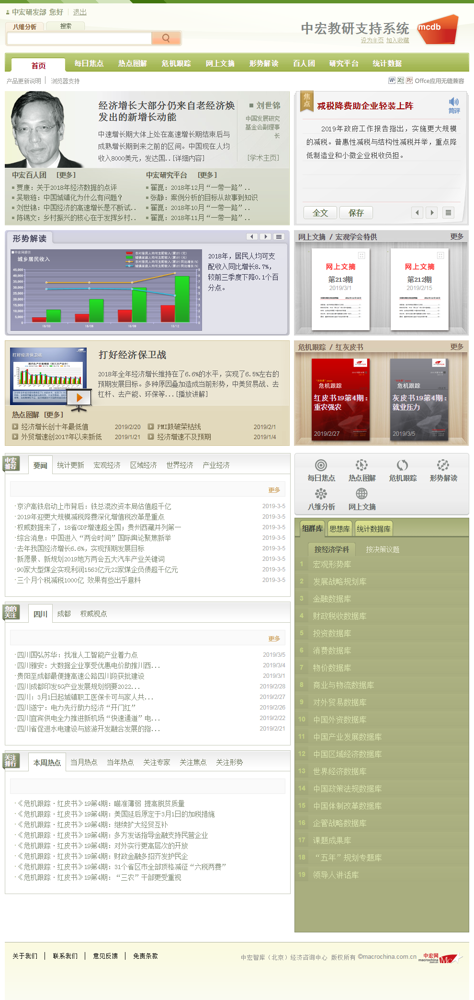 中宏研发部 您好 | 退出
八维分析 搜索
中宏教研支持系统 mcdb
设为主页 加入收藏
首页 每日焦点 热点图解 危机跟踪 网上文摘 形势解读 百人团 研究平台 统计数据
产品更新说明 | 浏览器支持
Offce应用无缝兼容
经济增长大部分仍来自老经济焕
发出的新增长动能
中速增长期大体上处在高速增长期结束后与
成熟增长期到来之前的区间。中国现在人均
收入8000美元，发达国..[详细内容]
■ 刘世锦
中国发展研究
基金会副理事
长
[学术主页]
中宏百人团 [更多]
贾康：关于2018年经济数据的点评
吴敬琏：中国城镇化为什么有问题？
刘世锦：中国经济的高速增长是不断试..
陈锡文：乡村振兴的核心在于发挥乡村..
中宏研究平台 [更多]
翟崑：2018年12月“一带一路”..
张静：案例分析的目标从故事到知识
翟崑：2018年10月“一带一路”..
翟崑：2018年11月“一带一路”..
焦点
减税降费助企业轻装上阵
简评
2019年政府工作报告指出，实施更大规模
的减税。普惠性减税与结构性减税并举，重点降
低制造业和小微企业税收负担。
全文 保存
形势解读
■中宏网提供
城乡居民收入
农村居民人均可支配收入(累计)(元)
城镇家庭人均可支配收入(累计)(元)
农村居民人均可支配收入(累计)同比增长(%)
城镇家庭人均可支配收入(累计)同比增长(%)
45,000 9
40,000 8
35,000 7
30,000 6
25,000 5
20,000 4
15,000 3
10,000 2
5,000 1
0
18/03 18/06 18/09 18/12
2018年，居民人均可支
配收入同比增长8.7%，
较前三季度下降0.1个百
分点。
网上文摘 / 宏观学会特供 更多
网上文摘
第213期
2019/3/1
网上文摘
第212期
2019/2/15
打好经济保卫战
国内生产总值增速（按三次产业分）
打好经济保卫战
2018年全年经济增长维持在了6.6%的水平，实现了6.5%左右的
预期发展目标。多种原因叠加造成当前形势，中美贸易战、去
杠杆、去产能、环保等...[播放讲解]
热点图解 [更多]
经济增长创十年最低值 2019/2/20
外贸增速创2017年以来新低 2019/1/21
PMI跌破荣枯线 2019/2/1
经济增速不及预期 2019/1/4
危机跟踪 / 红灰皮书 更多
危机跟踪
红皮书19第4期：
重农强农
2019/2/27
危机跟踪
灰皮书19第4期：
就业压力
2019/3/5
中宏推荐
要闻 统计更新 宏观经济 区域经济 世界经济 产业经济
更多
京沪高铁启动上市背后：铁总混改资本局估值超千亿 2019-3-5
2019年迎更大规模减税降费深化增值税改革是重点 2019-3-5
权威数据来了，18省GDP增速超全国；贵州西藏并列第一 2019-3-5
综合消息：中国进入“两会时间”国际舆论聚焦新举 2019-3-5
去年我国经济增长6.6%，实现预期发展目标 2019-3-5
新愿景、新规划2019地方两会五大汽车产业关键词 2019-3-5
90家大型煤企实现利润1563亿元22家煤企负债超千亿元 2019-3-5
三个月个税减税1000亿 效果有些出乎意料 2019-3-5
每日焦点 热点图解 危机跟踪 形势解读
八维分析 网上文摘
您的关注
四川 成都 权威视点
更多
四川国弘苏华：找准人工智能产业着力点 2019/3/5
四川雅安：大数据企业享受优惠电价助推川西... 2019/3/4
贵阳至成都最便捷高速公路四川段获批建设 2019/3/1
四川成都印发5G产业发展规划纲要2022... 2019/2/28
四川：3月1日起城镇职工医保卡可与家人共... 2019/2/27
四川遂宁：电力先行助力经济“开门红” 2019/2/26
四川宜宾供电全力推进新机场“快速通道”电... 2019/2/22
四川省促进水电建设与旅游开发融合发展的指... 2019/2/21
关注排行
本周热点 当月热点 当年热点 关注专家 关注焦点 关注形势
《危机跟踪·红皮书》19第4期：瞄准薄弱 提高脱贫质量
《危机跟踪·红皮书》19第4期：美国延后原定于3月1日的加税措施
《危机跟踪·红皮书》19第4期：继续扩大经贸互补
《危机跟踪·红皮书》19第4期：多方发话指导金融支持民营企业
《危机跟踪·红皮书》19第4期：对外实行更高层次的开放
《危机跟踪·红皮书》19第4期：财政金融多招齐发护民企
《危机跟踪·红皮书》19第4期：31个省区市全部顶格减征“六税两费”
《危机跟踪·红皮书》19第4期：“三农”干部更受重视
组群库 思想库 统计数据库
按经济学科 按决策议题
1 宏观形势库
2 发展战略规划库
3 金融数据库
4 财政税收数据库
5 投资数据库
6 消费数据库
7 物价数据库
8 商业与物流数据库
9 对外贸易数据库
10 中国外资数据库
11 中国产业发展数据库
12 中国区域经济数据库
13 世界经济数据库
14 中国政策法规数据库
15 中国体制改革数据库
16 企管战略数据库
17 课题成果库
18 “五年”规划专题库
19 领导人讲话库
关于我们 | 联系我们 | 意见反馈 | 免责条款
中宏智库（北京）经济咨询中心 版权所有 ©macrochina.com.cn 中宏网 macrochina .com.cn